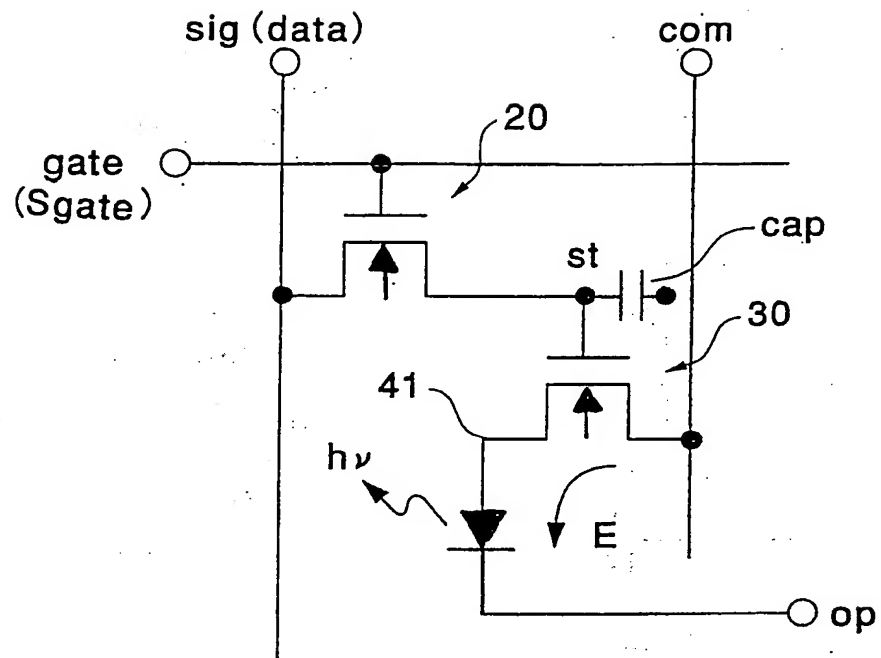 sig (data)
com
20
gate
(Sgate)
cap
st
30
41
hν
E
op